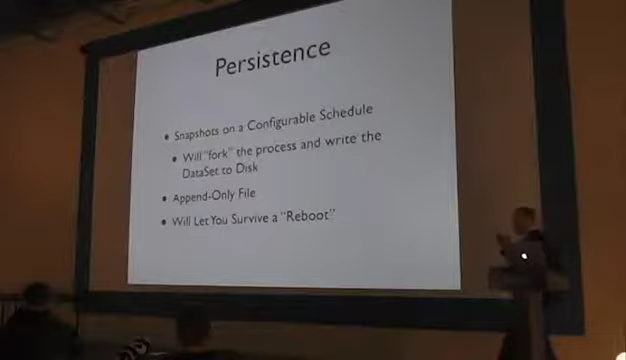 Persistence
• Snapshots on a Configurable Schedule
• Will "fork" the process and write the
DataSet to Disk
• Append-Only File
• Will Let You Survive a "Reboot"